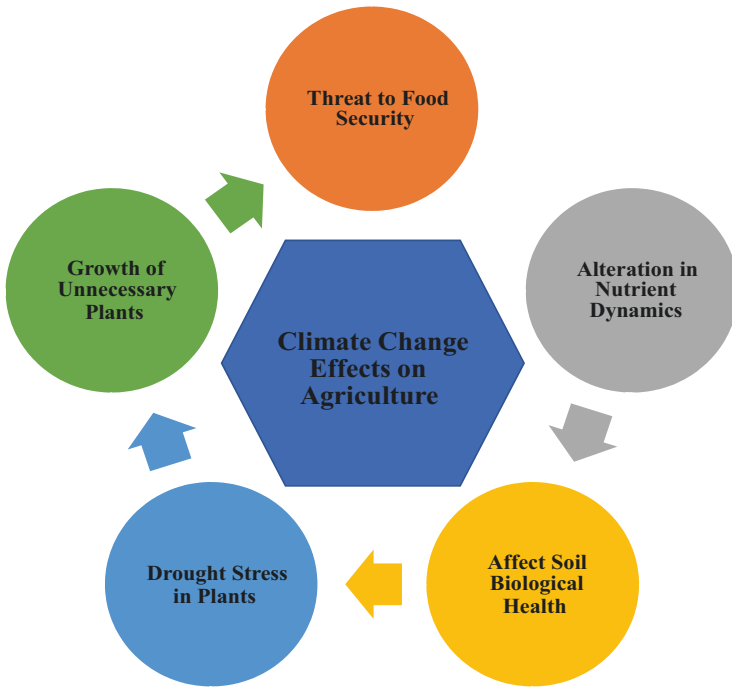 Threat to Food
Security
Growth of
Unnecessary
Plants
Alteration in
Nutrient
Dynamics
Climate Change
Effects on
Agriculture
Drought Stress
in Plants
Affect Soil
Biological
Health